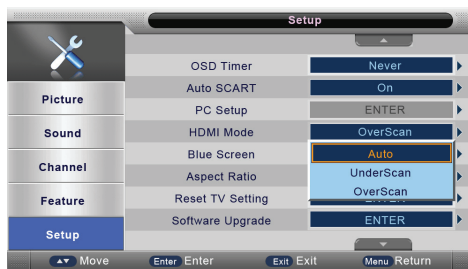 Setup
OSD Timer Never
Auto SCART On
PC Setup ENTER
HDMI Mode OverScan
Blue Screen Auto
UnderScan
Aspect Ratio
OverScan
Reset TV Setting ENTER
Software Upgrade ENTER
Picture
Sound
Channel
Feature
Setup
Move Enter Enter Exit Exit Menu Return